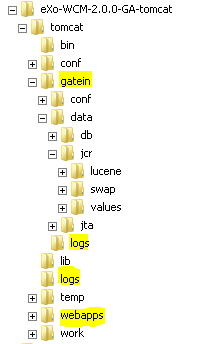 eXo-WCM-2.0.0-GA-tomcat
tomcat
bin
conf
gatein
conf
data
db
jcr
lucene
swap
values
jta
logs
lib
logs
temp
webapps
work